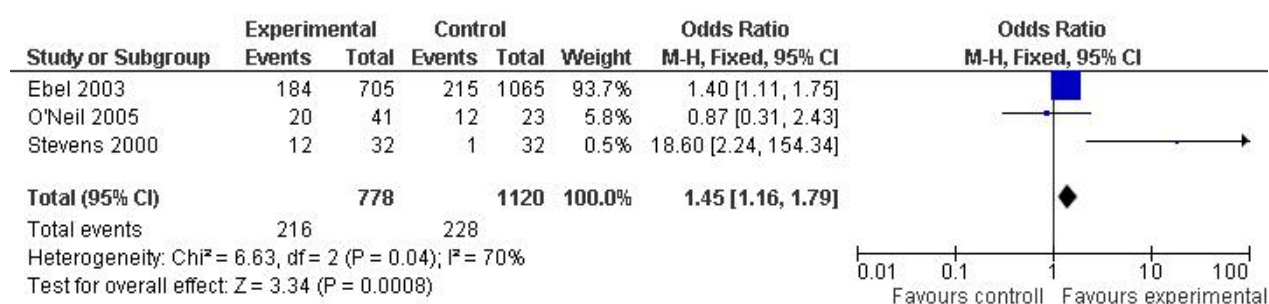 Experimental Control Odds Ratio Odds Ratio
Study or Subgroup Events Total Events Total Weight M-H, Fixed, 95% CI M-H, Fixed, 95% CI
Ebel 2003 184 705 215 1065 93.7% 1.40 [1.11, 1.75]
O'Neil 2005 20 41 12 23 5.8% 0.87 [0.31, 2.43]
Stevens 2000 12 32 1 32 0.5% 18.60 [2.24, 154.34]
Total (95% CI) 778 1120 100.0% 1.45 [1.16, 1.79]
Total events 216 228
Heterogeneity: Chi² = 6.63, df = 2 (P = 0.04); I² = 70%
Test for overall effect: Z = 3.34 (P = 0.0008)
0.01 0.1 1 10 100
Favours controll Favours experimental